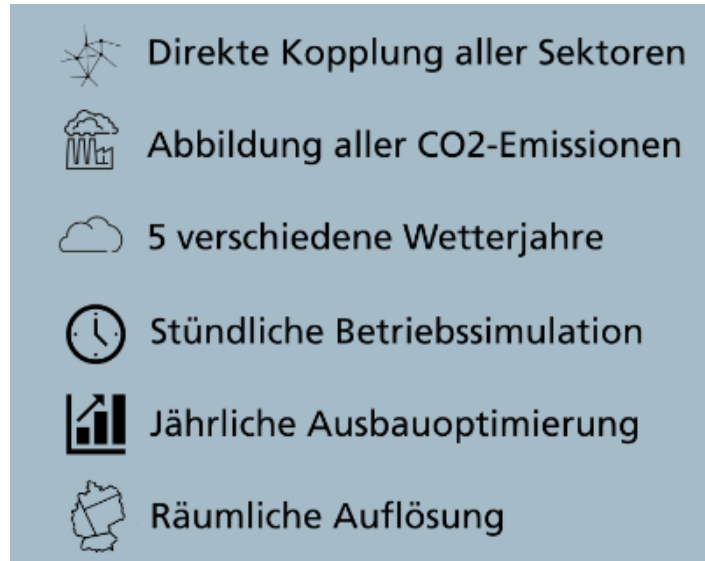 Direkte Kopplung aller Sektoren
Abbildung aller CO2-Emissionen
5 verschiedene Wetterjahre
Stündliche Betriebssimulation
Jährliche Ausbauoptimierung
Räumliche Auflösung